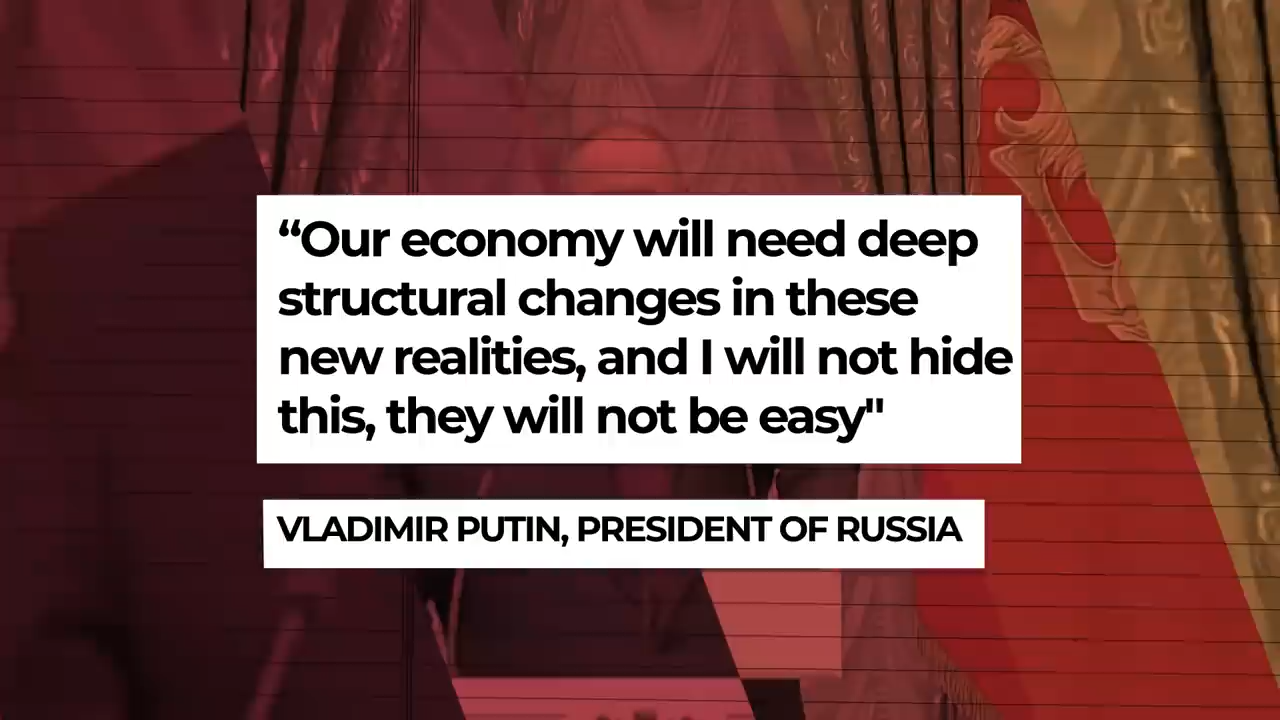 “Our economy will need deep
structural changes in these
new realities, and I will not hide
this, they will not be easy"
VLADIMIR PUTIN, PRESIDENT OF RUSSIA